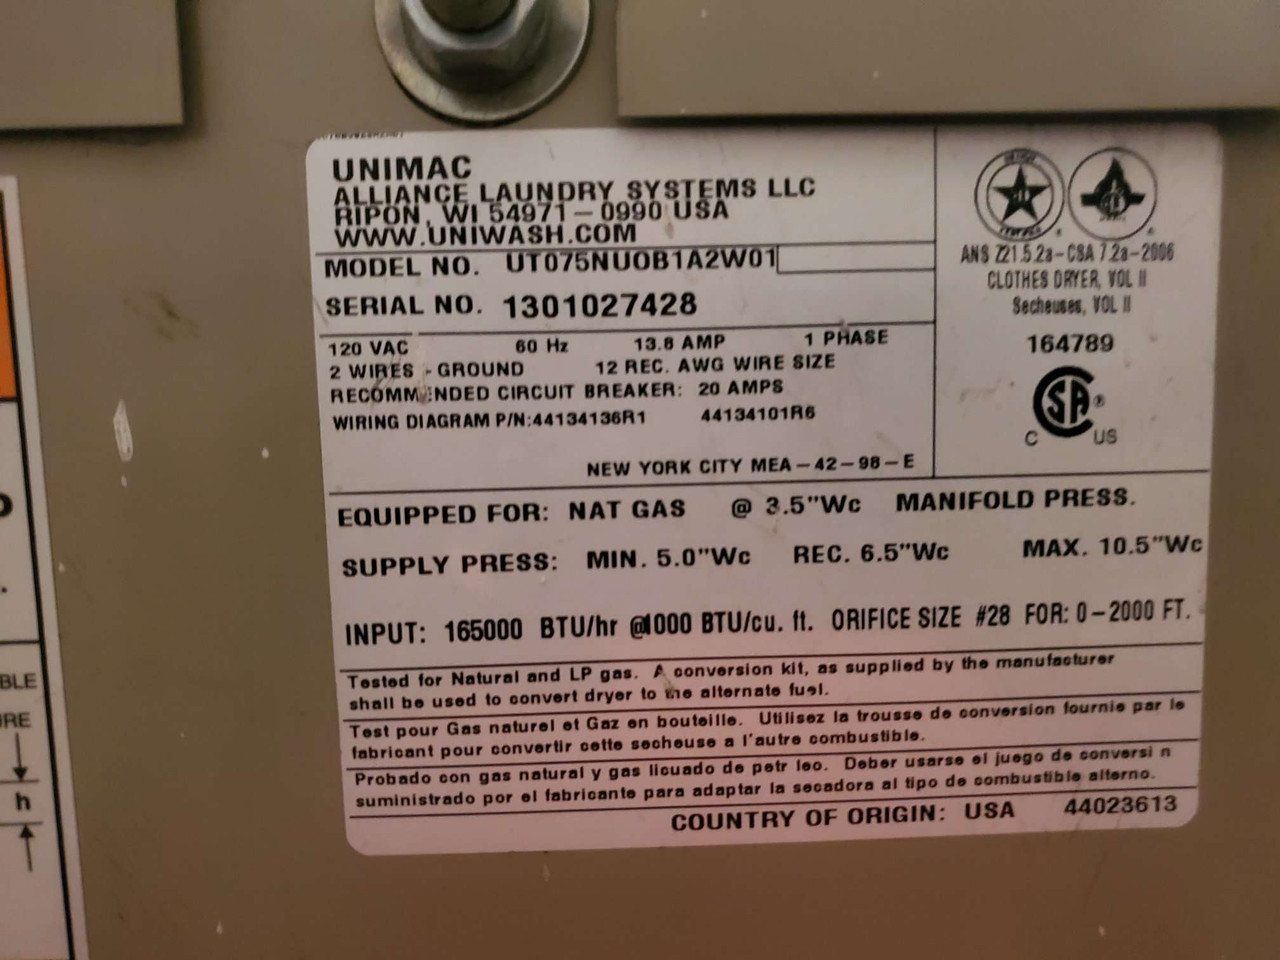 UNIMAC
ALLIANCE LAUNDRY SYSTEMS LLC
RIPON, WI 54971-0990 USA
WWW.UNIWASH.COM
MODEL NO. UT075NU0B1A2W01
SERIAL NO. 1301027428
120 VAC 60 Hz 13.8 AMP 1 PHASE
2 WIRES - GROUND 12 REC. AWG WIRE SIZE
RECOMMENDED CIRCUIT BREAKER: 20 AMPS
WIRING DIAGRAM P/N:44134136R1 44134101R6
NEW YORK CITY MEA-42-98-E
ANS Z21.5.2a-CSA 7.2a-2006
CLOTHES DRYER, VOL II
Secheuses, VOL II
164789
CSA ®
C US
EQUIPPED FOR: NAT GAS @ 3.5"Wc MANIFOLD PRESS.
SUPPLY PRESS: MIN. 5.0"Wc REC. 6.5"Wc MAX. 10.5"Wc
INPUT: 165000 BTU/hr @1000 BTU/cu. ft. ORIFICE SIZE #28 FOR: 0-2000 FT.
Tested for Natural and LP gas. A conversion kit, as supplied by the manufacturer
shall be used to convert dryer to the alternate fuel.
Test pour Gas naturel et Gaz en bouteille. Utilisez la trousse de conversion fournie par le
fabricant pour convertir cette secheuse a l'autre combustible.
Probado con gas natural y gas licuado de petr leo. Deber usarse el juego de conversi n
suministrado por el fabricante para adaptar la secadora al tipo de combustible alterno.
COUNTRY OF ORIGIN: USA 44023613
BLE
RE
h